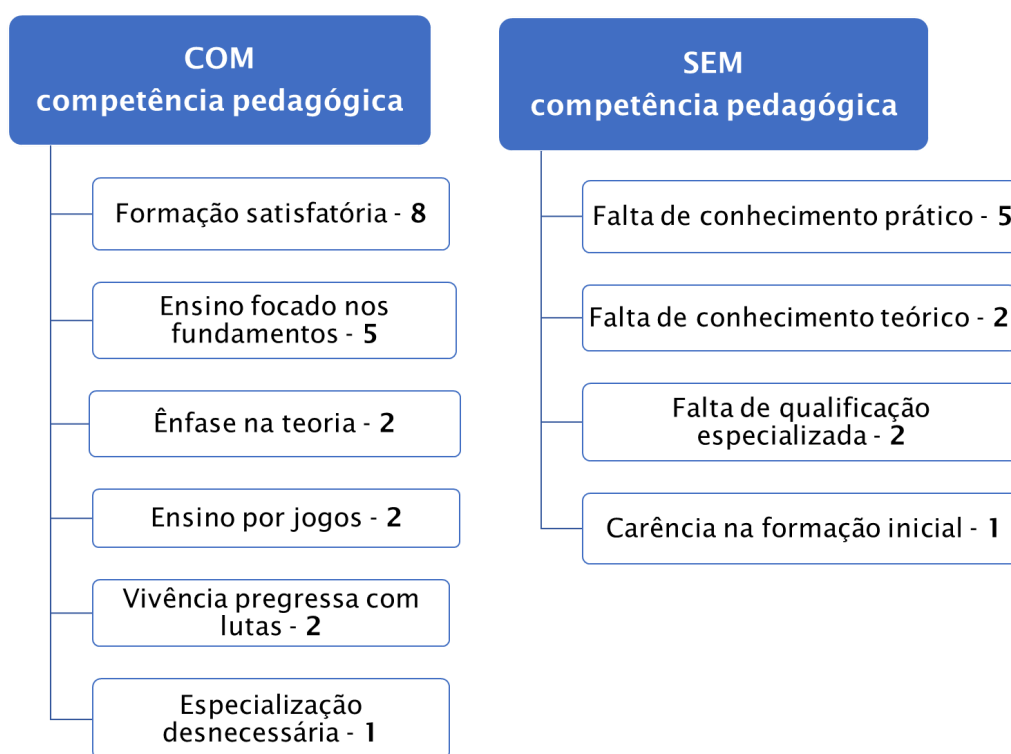 COM
competência pedagógica
Formação satisfatória - 8
Ensino focado nos
fundamentos - 5
Ênfase na teoria - 2
Ensino por jogos - 2
Vivência pregressa com
lutas - 2
Especialização
desnecessária - 1
SEM
competência pedagógica
Falta de conhecimento prático - 5
Falta de conhecimento teórico - 2
Falta de qualificação
especializada - 2
Carência na formação inicial - 1